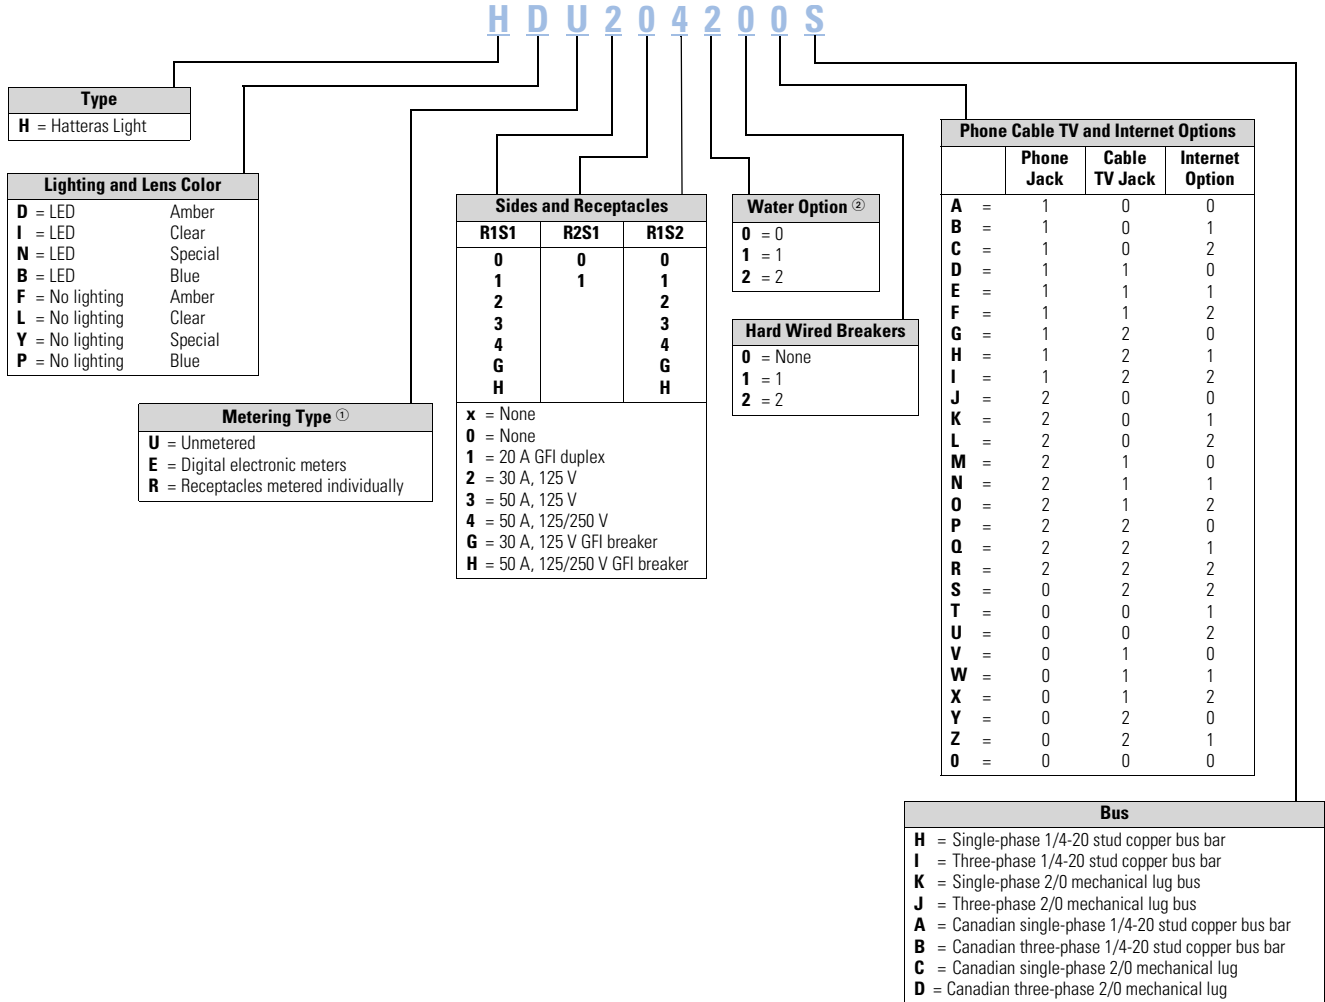 H D U 2 0 4 2 0 0 S
Type
H = Hatteras Light
Lighting and Lens Color
D = LED Amber
I = LED Clear
N = LED Special
B = LED Blue
F = No lighting Amber
L = No lighting Clear
Y = No lighting Special
P = No lighting Blue
Metering Type ①
U = Unmetered
E = Digital electronic meters
R = Receptacles metered individually
Sides and Receptacles
R1S1 R2S1 R1S2
0 0 0
1 1 1
2 2
3 3
4 4
G G
H H
x = None
0 = None
1 = 20 A GFI duplex
2 = 30 A, 125 V
3 = 50 A, 125 V
4 = 50 A, 125/250 V
G = 30 A, 125 V GFI breaker
H = 50 A, 125/250 V GFI breaker
Water Option ②
0 = 0
1 = 1
2 = 2
Hard Wired Breakers
0 = None
1 = 1
2 = 2
Phone Cable TV and Internet Options
Phone Cable Internet
Jack TV Jack Option
A = 1 0 0
B = 1 0 1
C = 1 0 2
D = 1 1 0
E = 1 1 1
F = 1 1 2
G = 1 2 0
H = 1 2 1
I = 1 2 2
J = 2 0 0
K = 2 0 1
L = 2 0 2
M = 2 1 0
N = 2 1 1
O = 2 1 2
P = 2 2 0
Q = 2 2 1
R = 2 2 2
S = 0 2 2
T = 0 0 1
U = 0 0 2
V = 0 1 0
W = 0 1 1
X = 0 1 2
Y = 0 2 0
Z = 0 2 1
0 = 0 0 0
Bus
H = Single-phase 1/4-20 stud copper bus bar
I = Three-phase 1/4-20 stud copper bus bar
K = Single-phase 2/0 mechanical lug bus
J = Three-phase 2/0 mechanical lug bus
A = Canadian single-phase 1/4-20 stud copper bus bar
B = Canadian three-phase 1/4-20 stud copper bus bar
C = Canadian single-phase 2/0 mechanical lug
D = Canadian three-phase 2/0 mechanical lug